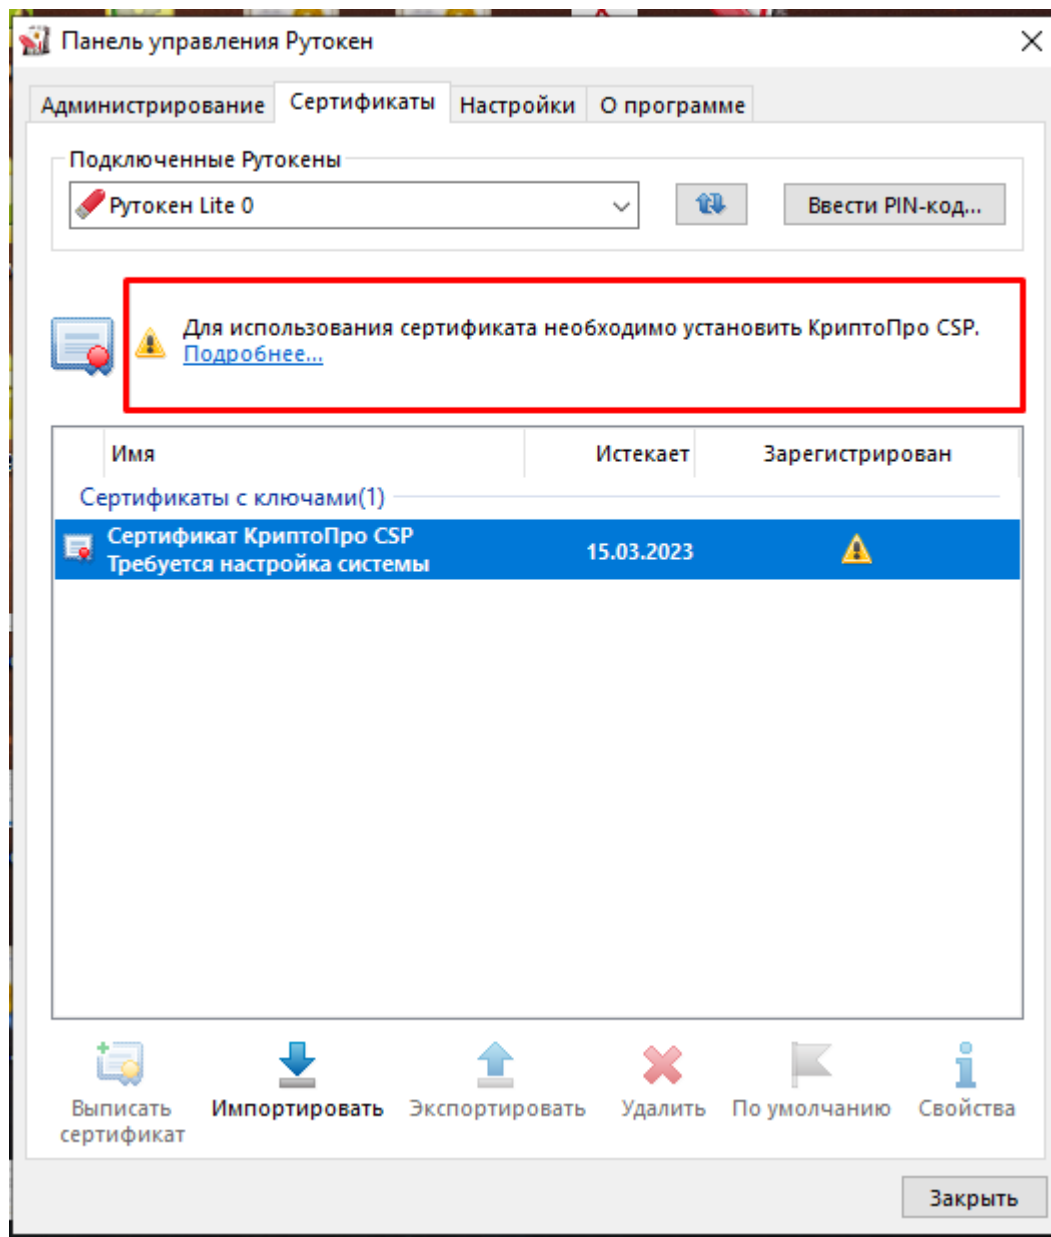 Панель управления Рутокен
Администрирование Сертификаты Настройки О программе
Подключенные Рутокены
Рутокен Lite 0
Ввести PIN-код...
Для использования сертификата необходимо установить КриптоПро CSP.
Подробнее...
Имя Истекает Зарегистрирован
Сертификаты с ключами(1)
Сертификат КриптоПро CSP
Требуется настройка системы
15.03.2023
Выписать
сертификат
Импортировать
Экспортировать
Удалить
По умолчанию
Свойства
Закрыть